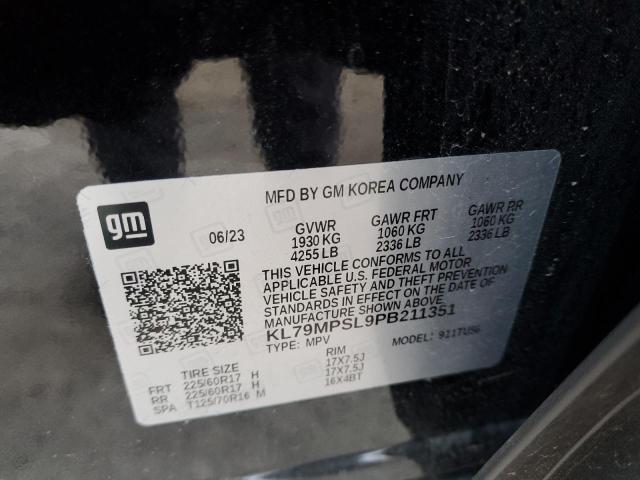 MFD BY GM KOREA COMPANY
gm
06/23
GVWR GAWR FRT GAWR RR
1930 KG 1060 KG 1060 KG
4255 LB 2336 LB 2336 LB
THIS VEHICLE CONFORMS TO ALL
APPLICABLE U.S. FEDERAL MOTOR
VEHICLE SAFETY AND THEFT PREVENTION
STANDARDS IN EFFECT ON THE DATE OF
MANUFACTURE SHOWN ABOVE.
KL79MPSL9PB211351
TYPE: MPV MODEL: 911TUS6
TIRE SIZE RIM
FRT 225/60R17 H 17X7.5J
RR 225/60R17 H 17X7.5J
SPA T125/70R16 M 16X4BT